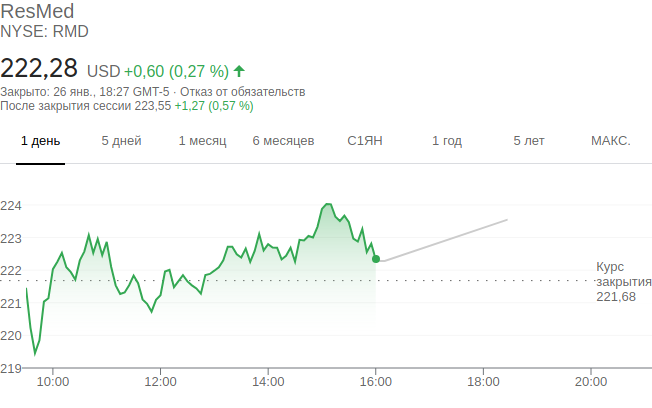 ResMed
NYSE: RMD
222,28 USD +0,60 (0,27 %)
Закрыто: 26 янв., 18:27 GMT-5 · Отказ от обязательств
После закрытия сессии 223,55 +1,27 (0,57 %)
1 день 5 дней 1 месяц 6 месяцев С1ЯН 1 год 5 лет МАКС.
224
223
222
221
220
219
Курс
закрытия
221,68
10:00 12:00 14:00 16:00 18:00 20:00